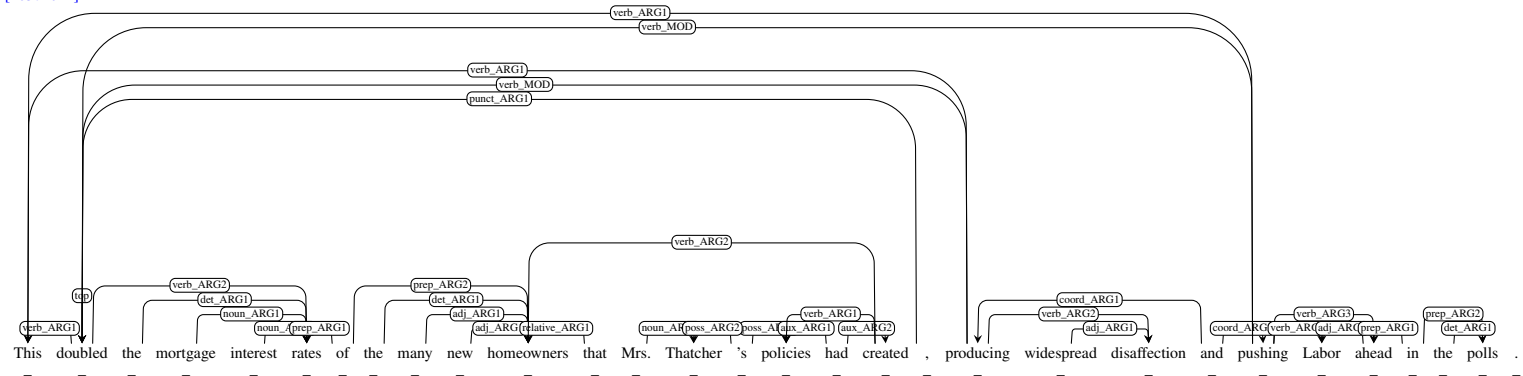 verb_ARG1
verb_MOD
verb_ARG1
verb_MOD
punct_ARG1
verb_ARG2
verb_ARG2 prep_ARG2 prep_ARG2
top det_ARG1 det_ARG1 coord_ARG1
noun_ARG1 adj_ARG1 verb_ARG1 verb_ARG2 verb_ARG3
verb_ARG1 prep_ARG1 relative_ARG1 poss_ARG2 aux_ARG1 aux_ARG2 adj_ARG1 prep_ARG1 det_ARG1
This doubled the mortgage interest rates of the many new homeowners that Mrs. Thatcher 's policies had created , producing widespread disaffection and pushing Labor ahead in the polls .